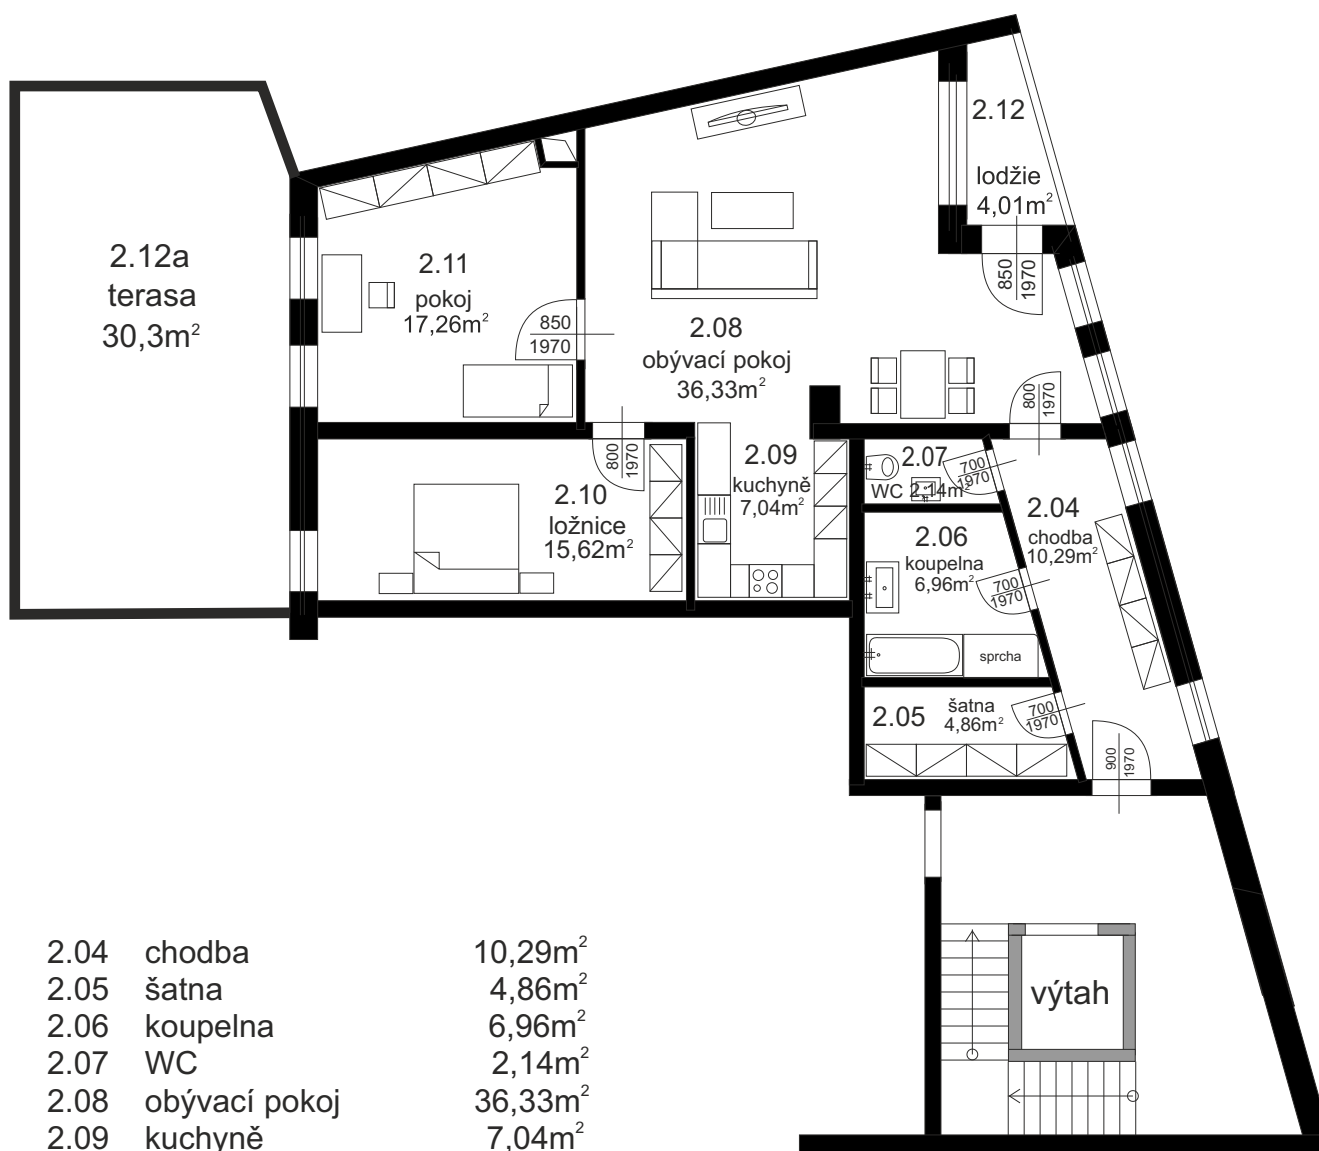 2.12
lodžie
4,01m²
850
1970
2.12a
terasa
30,3m²
2.11
pokoj
17,26m²
850
1970
2.08
obývací pokoj
36,33m²
800
1970
800
1970
2.10
ložnice
15,62m²
2.09
kuchyně
7,04m²
2.07
WC 2,14m²
700
1970
2.04
chodba
10,29m²
2.06
koupelna
6,96m²
700
1970
sprcha
2.05
šatna
4,86m²
700
1970
900
1970
výtah
2.04 chodba 10,29m²
2.05 šatna 4,86m²
2.06 koupelna 6,96m²
2.07 WC 2,14m²
2.08 obývací pokoj 36,33m²
2.09 kuchyně 7,04m²